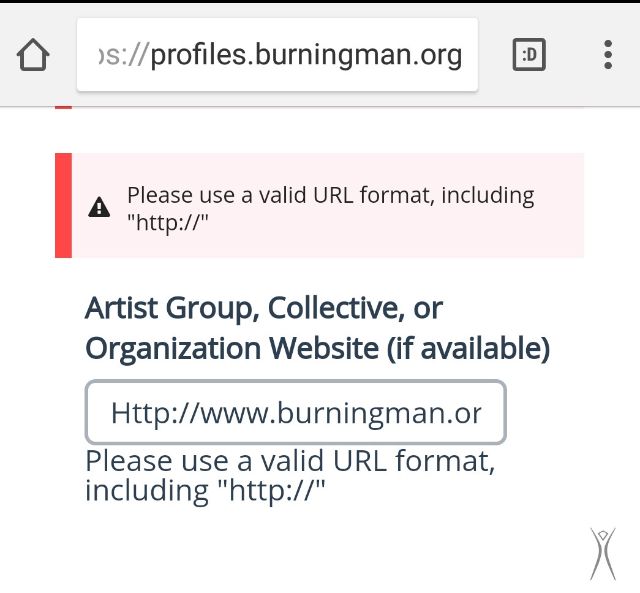 ps://profiles.burningman.org
:D
Please use a valid URL format, including
"http://"
Artist Group, Collective, or
Organization Website (if available)
Http://www.burningman.or
Please use a valid URL format,
including "http://"